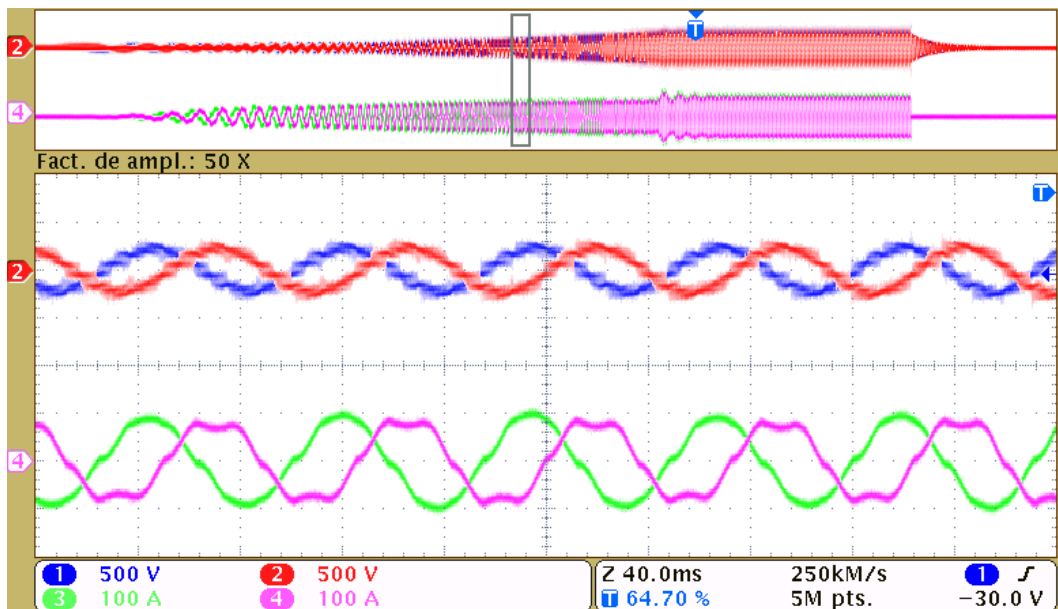 2
T
4
Fact. de ampl.: 50 X
T
2
4
1 500 V 2 500 V Z 40.0ms 250kM/s 1
3 100 A 4 100 A T 64.70 % 5M pts. −30.0 V